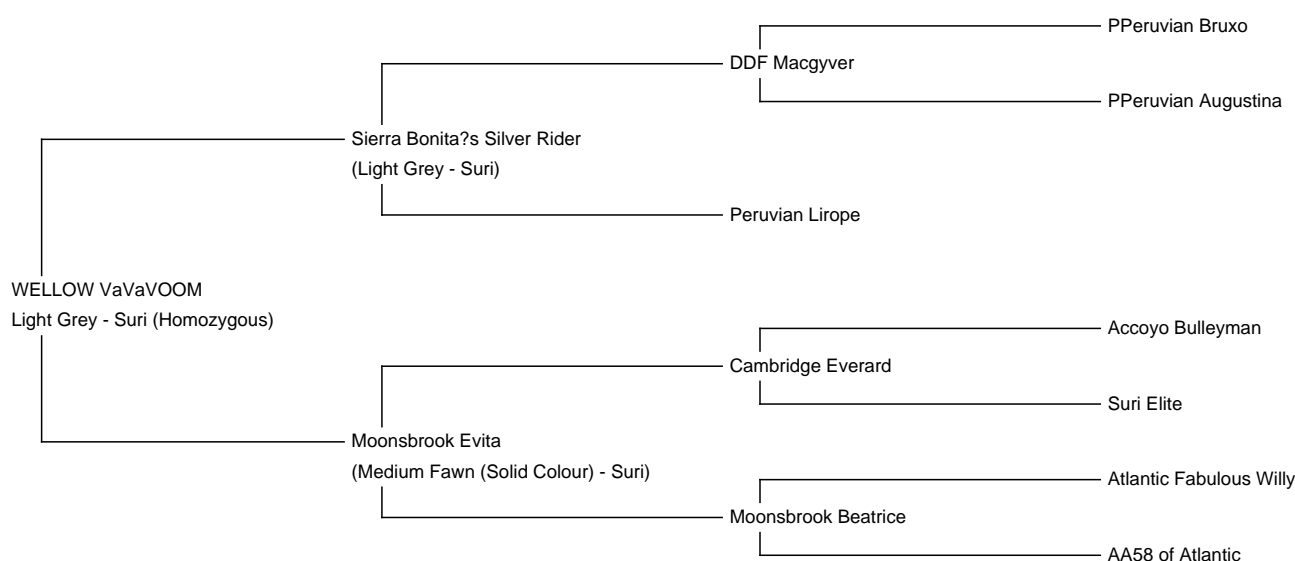 PPeruvian Bruxo
DDF Macgyver
PPeruvian Augustina
Sierra Bonita?s Silver Rider
(Light Grey - Suri)
Peruvian Lirope
WELLOW VaVaVOOM
Light Grey - Suri (Homozygous)
Accoyo Bulleyman
Cambridge Everard
Suri Elite
Moonsbrook Evita
(Medium Fawn (Solid Colour) - Suri)
Atlantic Fabulous Willy
Moonsbrook Beatrice
AA58 of Atlantic